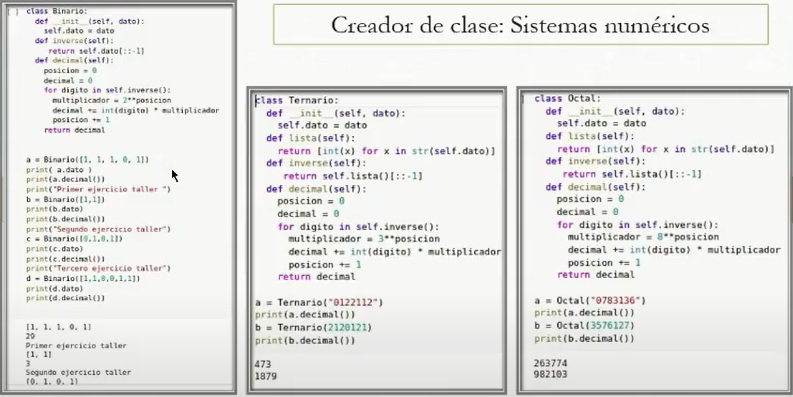 Creador de clase: Sistemas numéricos
[ ] class Binario:
def __init__(self, dato):
self.dato = dato
def inverse(self):
return self.dato[::-1]
def decimal(self):
posicion = 0
decimal = 0
for digito in self.inverse():
multiplicador = 2**posicion
decimal += int(digito) * multiplicador
posicion += 1
return decimal
a = Binario([1, 1, 1, 0, 1])
print( a.dato )
print(a.decimal())
print("Primer ejercicio taller ")
b = Binario([1,1])
print(b.dato)
print(b.decimal())
print("Segundo ejercicio taller")
c = Binario([0,1,0,1])
print(c.dato)
print(c.decimal())
print("Tercero ejercicio taller")
d = Binario([1,1,0,0,1,1])
print(d.dato)
print(d.decimal())
[1, 1, 1, 0, 1]
29
Primer ejercicio taller
[1, 1]
3
Segundo ejercicio taller
[0, 1, 0, 1]
class Ternario:
def __init__(self, dato):
self.dato = dato
def lista(self):
return [int(x) for x in str(self.dato)]
def inverse(self):
return self.lista()[::-1]
def decimal(self):
posicion = 0
decimal = 0
for digito in self.inverse():
multiplicador = 3**posicion
decimal += int(digito) * multiplicador
posicion += 1
return decimal
a = Ternario("0122112")
print(a.decimal())
b = Ternario(2120121)
print(b.decimal())
473
1879
class Octal:
def __init__(self, dato):
self.dato = dato
def lista(self):
return [int(x) for x in str(self.dato)]
def inverse(self):
return self.lista()[::-1]
def decimal(self):
posicion = 0
decimal = 0
for digito in self.inverse():
multiplicador = 8**posicion
decimal += int(digito) * multiplicador
posicion += 1
return decimal
a = Octal("0783136")
print(a.decimal())
b = Octal(3576127)
print(b.decimal())
263774
982103